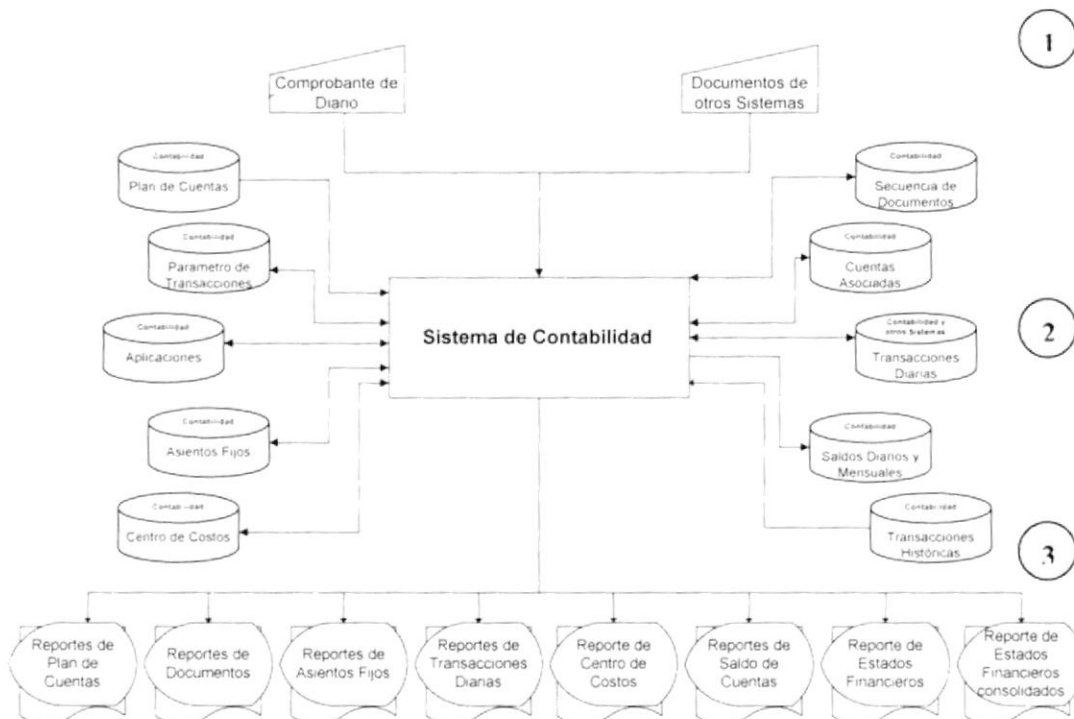 1
Comprobante de
Diario
Documentos de
otros Sistemas
Contabilidad
Plan de Cuentas
Contabilidad
Secuencia de
Documentos
Contabilidad
Parametro de
Transacciones
Contabilidad
Cuentas
Asociadas
Sistema de Contabilidad
2
Contabilidad
Aplicaciones
Contabilidad y
otros Sistemas
Transacciones
Diarias
Contabilidad
Asientos Fijos
Contabilidad
Saldos Diarios y
Mensuales
Contabilidad
Centro de Costos
Contabilidad
Transacciones
Históricas
3
Reportes de
Plan de
Cuentas
Reportes de
Documentos
Reportes de
Asientos Fijos
Reportes de
Transacciones
Diarias
Reporte de
Centro de
Costos
Reportes de
Saldo de
Cuentas
Reporte de
Estados
Financieros
Reporte de
Estados
Financieros
consolidados